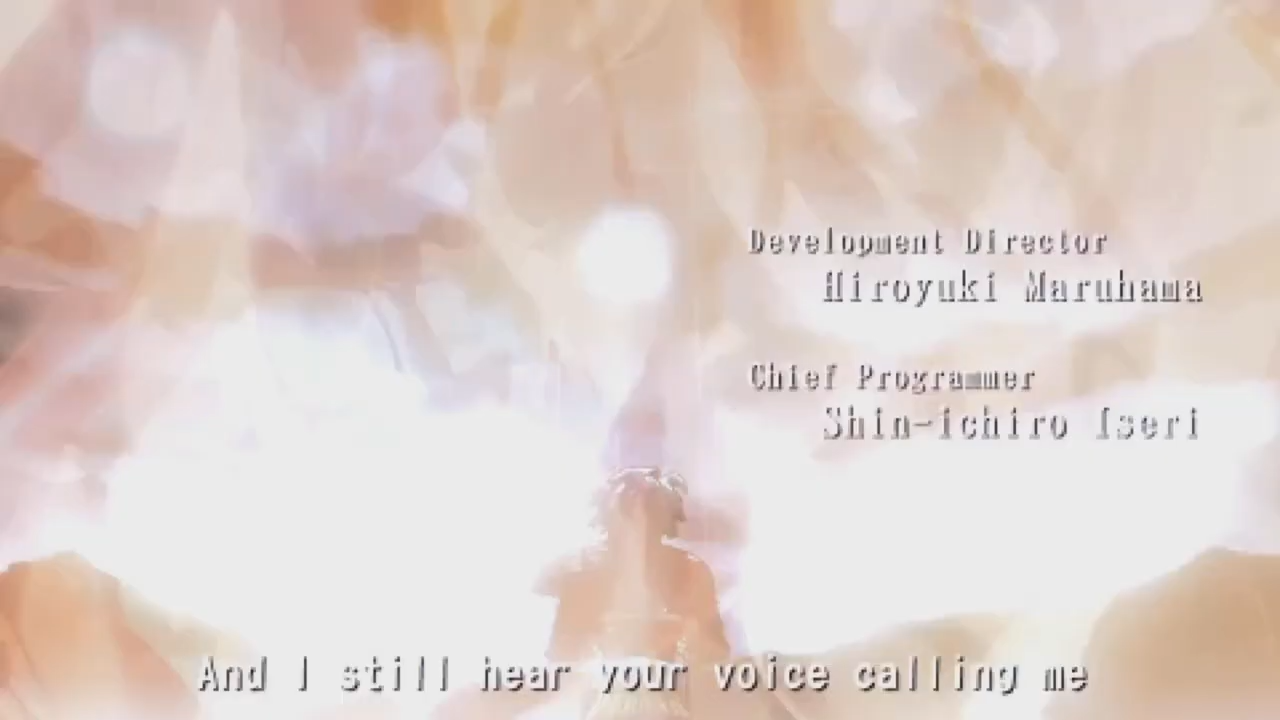 Development Director
Hiroyuki Maruhama
Chief Programmer
Shin-ichiro Iseri
And I still hear your voice calling me